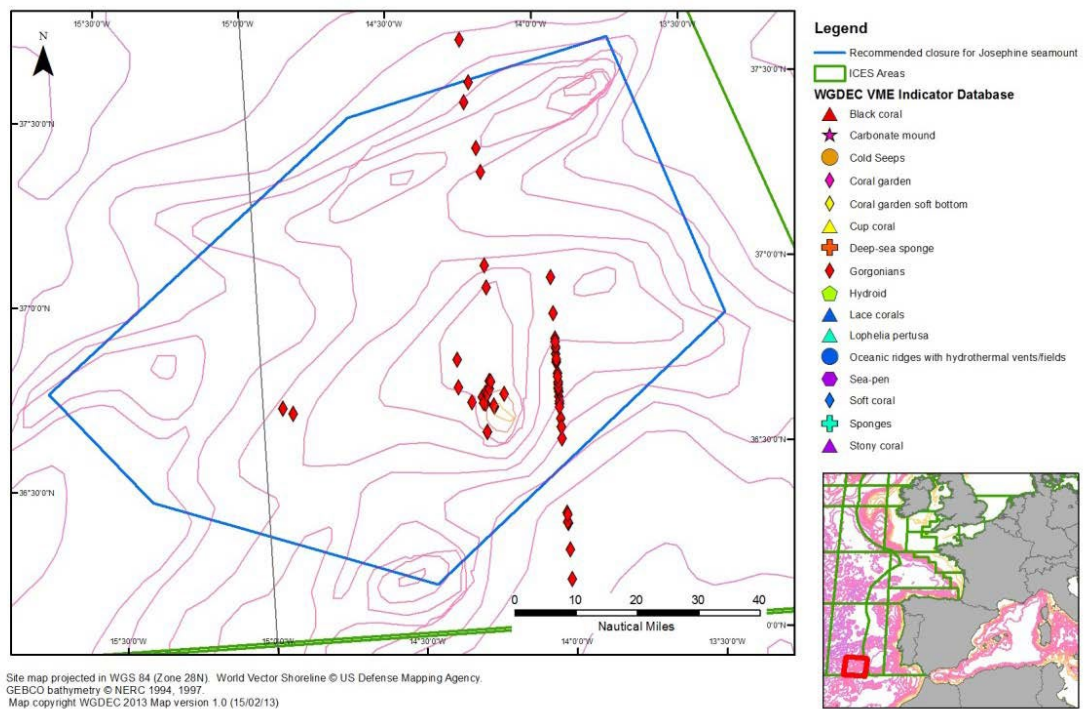 15°30'0"W
15°0'0"W
14°30'0"W
14°0'0"W
13°30'0"W
N
37°30'0"N
37°30'0"N
37°0'0"N
37°0'0"N
36°30'0"N
36°30'0"N
0'0"N
15°30'0"W
15°0'0"W
14°30'0"W
14°0'0"W
13°30'0"W
0 10 20 30 40
Nautical Miles
Legend
Recommended closure for Josephine seamount
ICES Areas
WGDEC VME Indicator Database
Black coral
Carbonate mound
Cold Seeps
Coral garden
Coral garden soft bottom
Cup coral
Deep-sea sponge
Gorgonians
Hydroid
Lace corals
Lophelia pertusa
Oceanic ridges with hydrothermal vents/fields
Sea-pen
Soft coral
Sponges
Stony coral
Site map projected in WGS 84 (Zone 28N). World Vector Shoreline © US Defense Mapping Agency.
GEBCO bathymetry © NERC 1994, 1997.
Map copyright WGDEC 2013 Map version 1.0 (15/02/13)